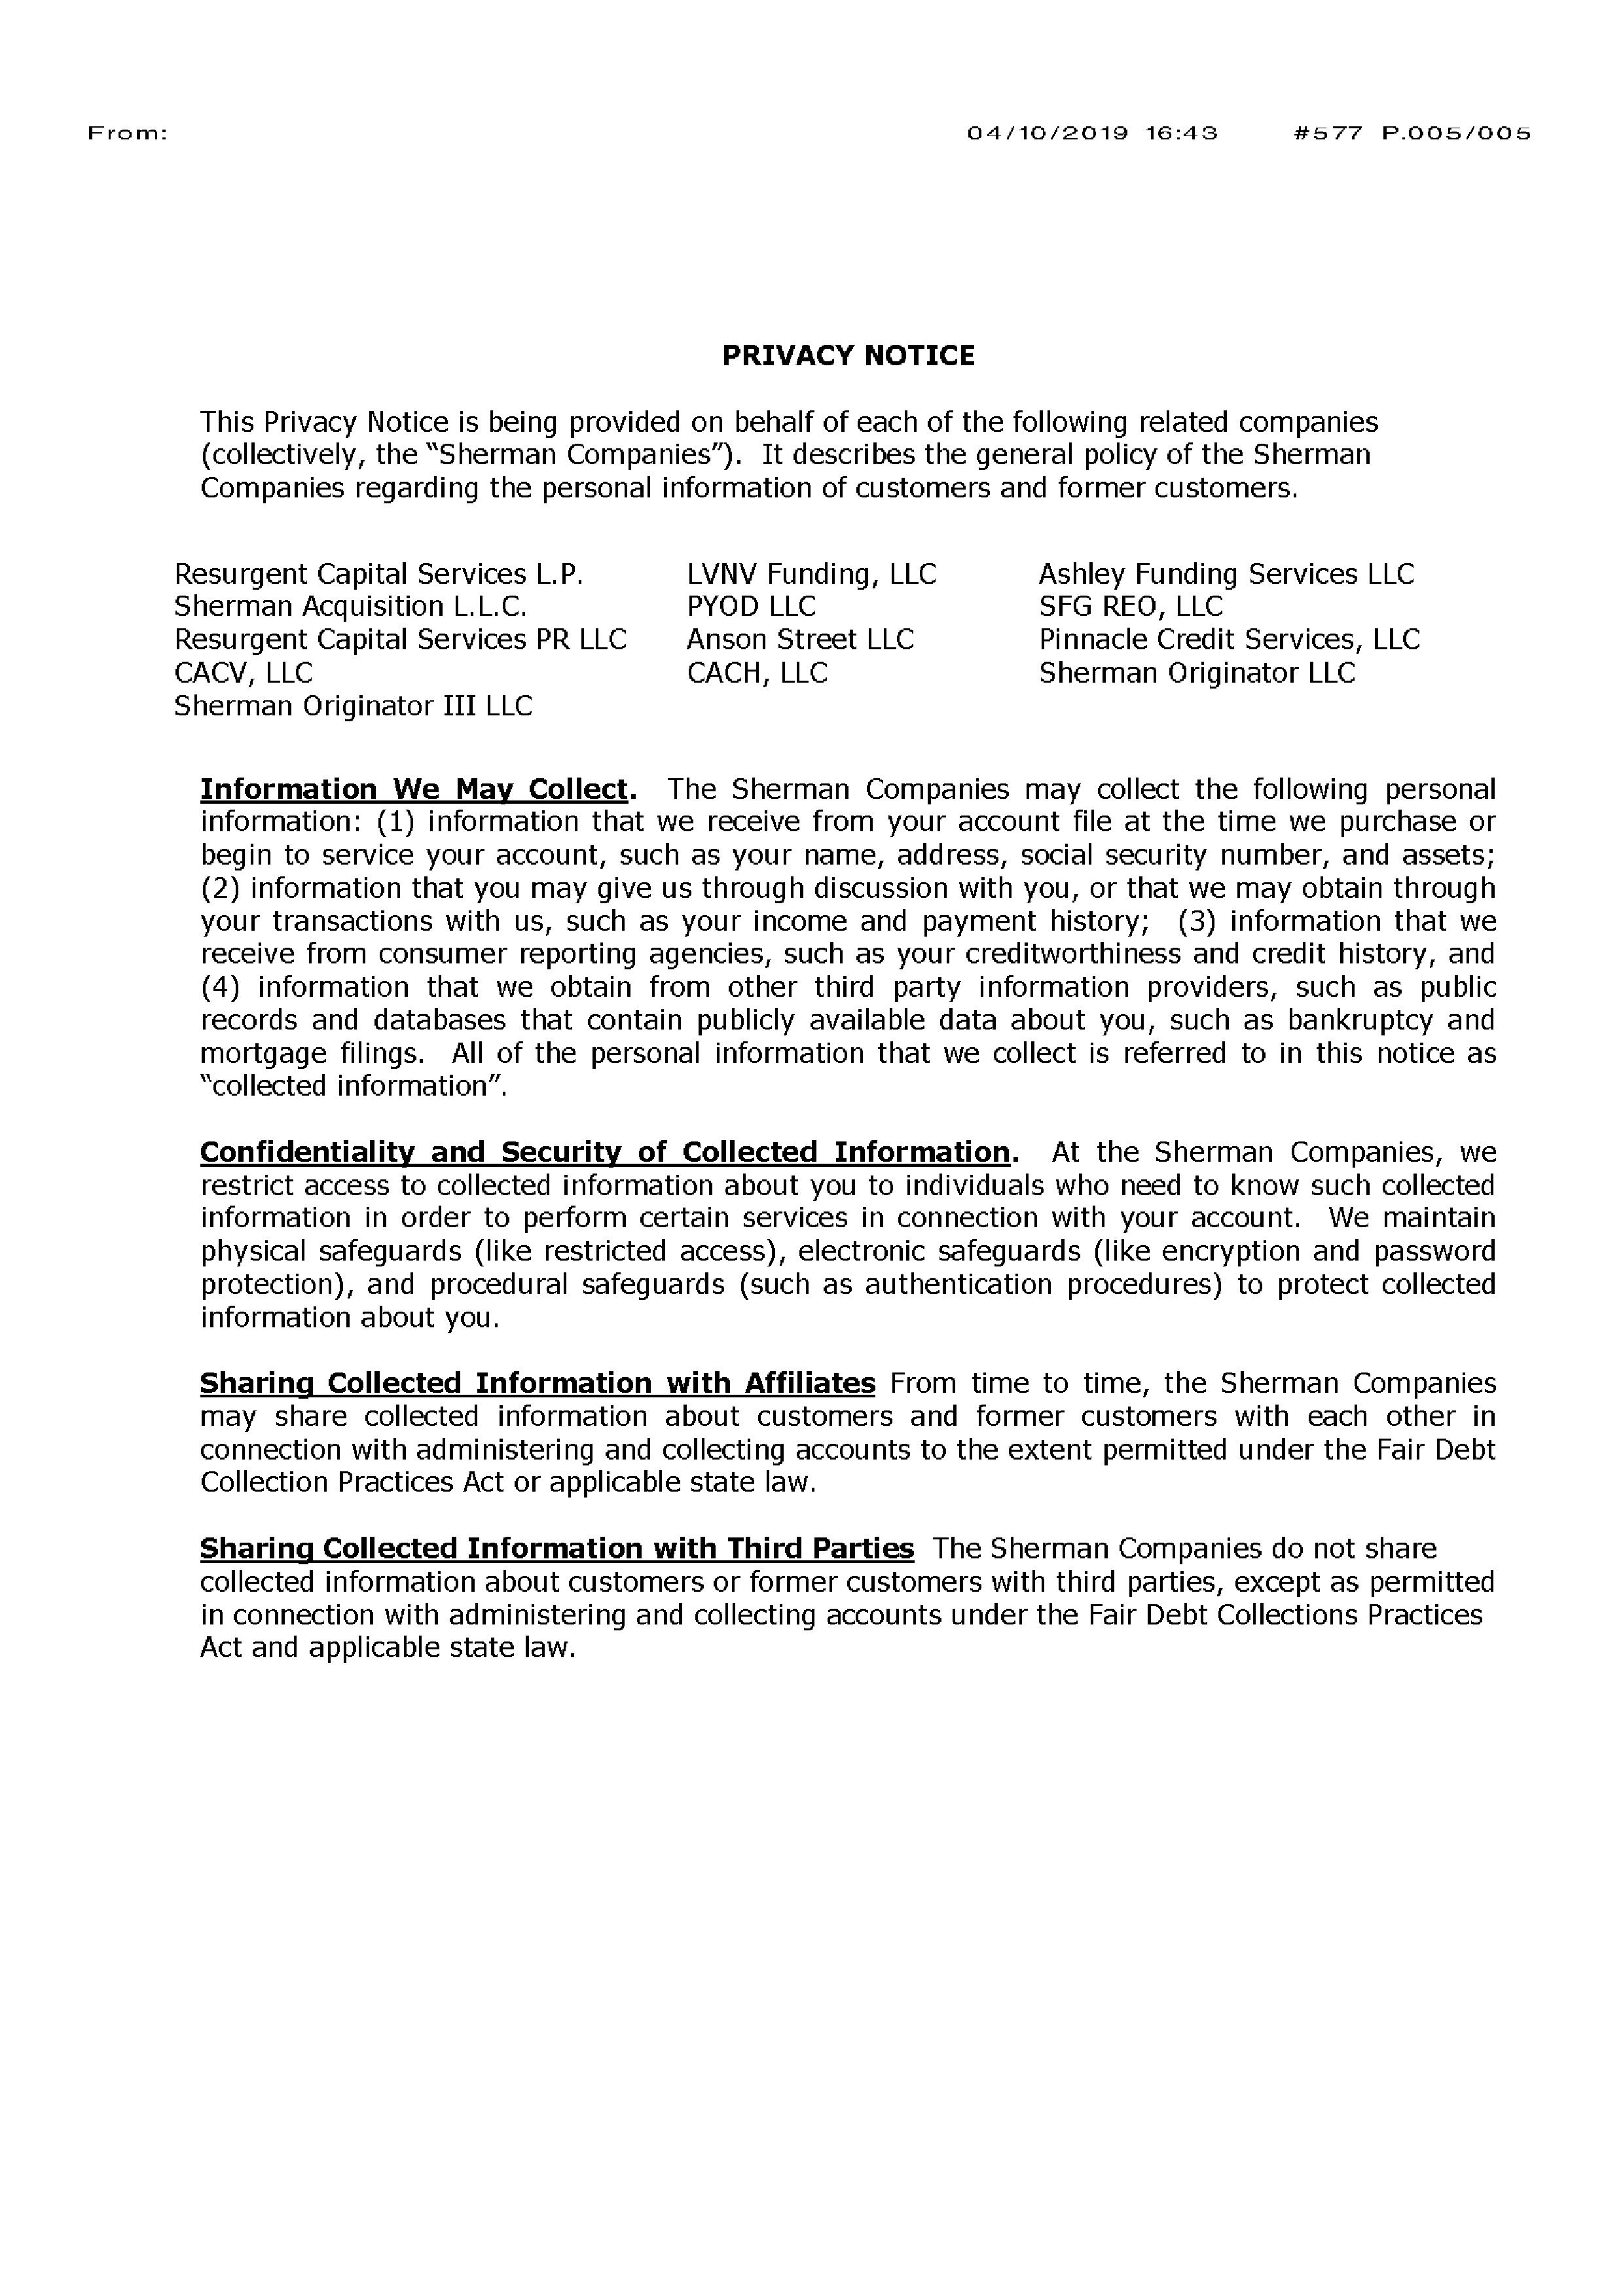 From: 04/10/2019 16:43 #577 P.005/005
PRIVACY NOTICE
This Privacy Notice is being provided on behalf of each of the following related companies
(collectively, the “Sherman Companies”). It describes the general policy of the Sherman
Companies regarding the personal information of customers and former customers.
Resurgent Capital Services L.P. LVNV Funding, LLC Ashley Funding Services LLC
Sherman Acquisition L.L.C. PYOD LLC SFG REO, LLC
Resurgent Capital Services PR LLC Anson Street LLC Pinnacle Credit Services, LLC
CACV, LLC CACH, LLC Sherman Originator LLC
Sherman Originator III LLC
Information We May Collect. The Sherman Companies may collect the following personal
information: (1) information that we receive from your account file at the time we purchase or
begin to service your account, such as your name, address, social security number, and assets;
(2) information that you may give us through discussion with you, or that we may obtain through
your transactions with us, such as your income and payment history; (3) information that we
receive from consumer reporting agencies, such as your creditworthiness and credit history, and
(4) information that we obtain from other third party information providers, such as public
records and databases that contain publicly available data about you, such as bankruptcy and
mortgage filings. All of the personal information that we collect is referred to in this notice as
“collected information”.
Confidentiality and Security of Collected Information. At the Sherman Companies, we
restrict access to collected information about you to individuals who need to know such collected
information in order to perform certain services in connection with your account. We maintain
physical safeguards (like restricted access), electronic safeguards (like encryption and password
protection), and procedural safeguards (such as authentication procedures) to protect collected
information about you.
Sharing Collected Information with Affiliates From time to time, the Sherman Companies
may share collected information about customers and former customers with each other in
connection with administering and collecting accounts to the extent permitted under the Fair Debt
Collection Practices Act or applicable state law.
Sharing Collected Information with Third Parties The Sherman Companies do not share
collected information about customers or former customers with third parties, except as permitted
in connection with administering and collecting accounts under the Fair Debt Collections Practices
Act and applicable state law.